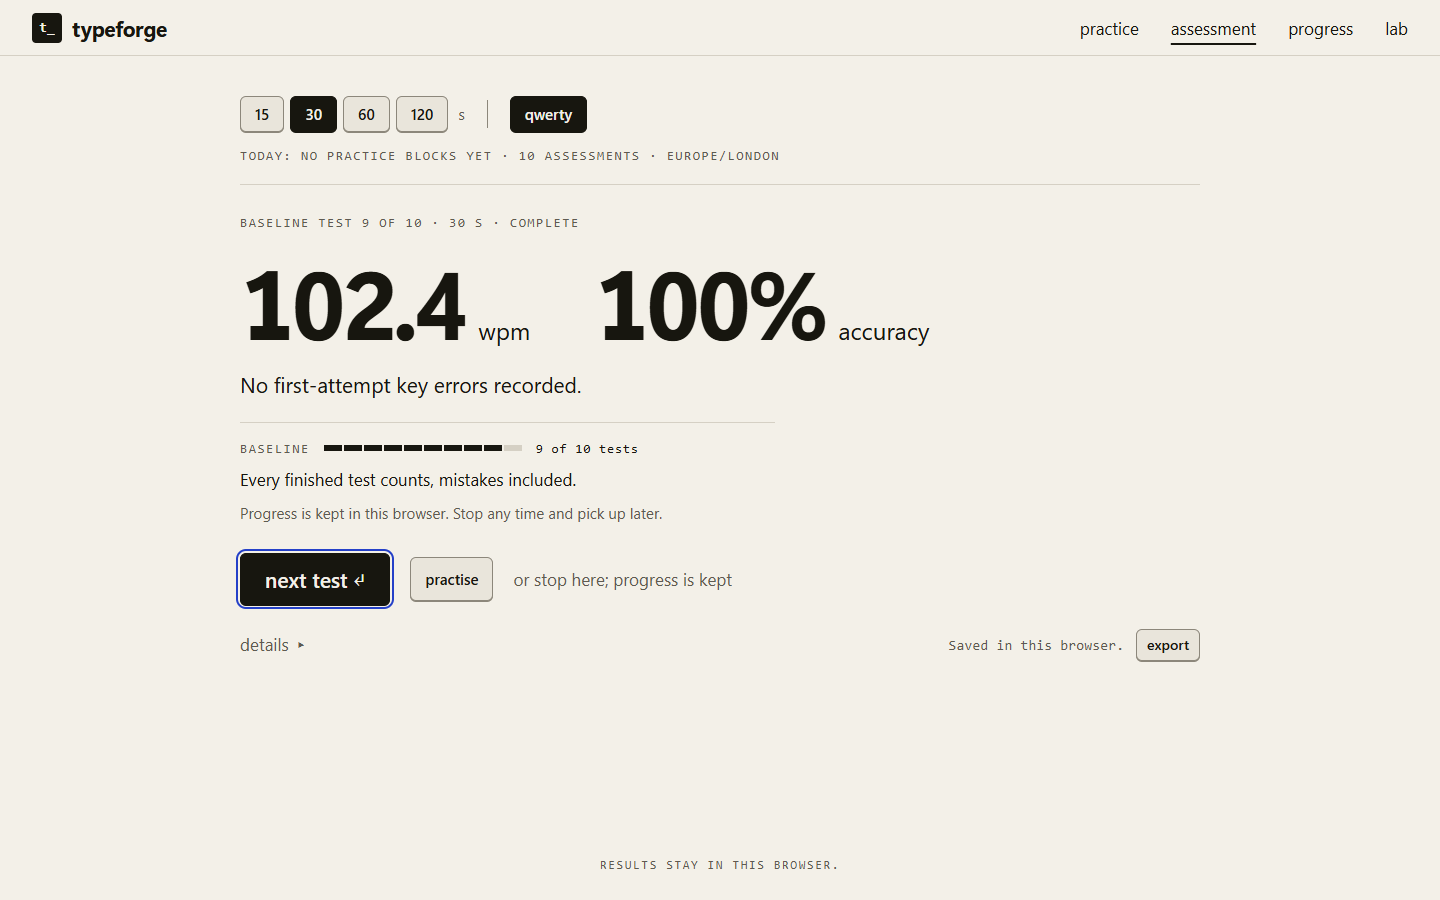 t_ typeforge practice assessment progress lab
15 30 60 120 s qwerty
TODAY: NO PRACTICE BLOCKS YET · 10 ASSESSMENTS · EUROPE/LONDON
BASELINE TEST 9 OF 10 · 30 S · COMPLETE
102.4 wpm 100% accuracy
No first-attempt key errors recorded.
BASELINE 9 of 10 tests
Every finished test counts, mistakes included.
Progress is kept in this browser. Stop any time and pick up later.
next test ↵ practise or stop here; progress is kept
details ▸ Saved in this browser. export
RESULTS STAY IN THIS BROWSER.